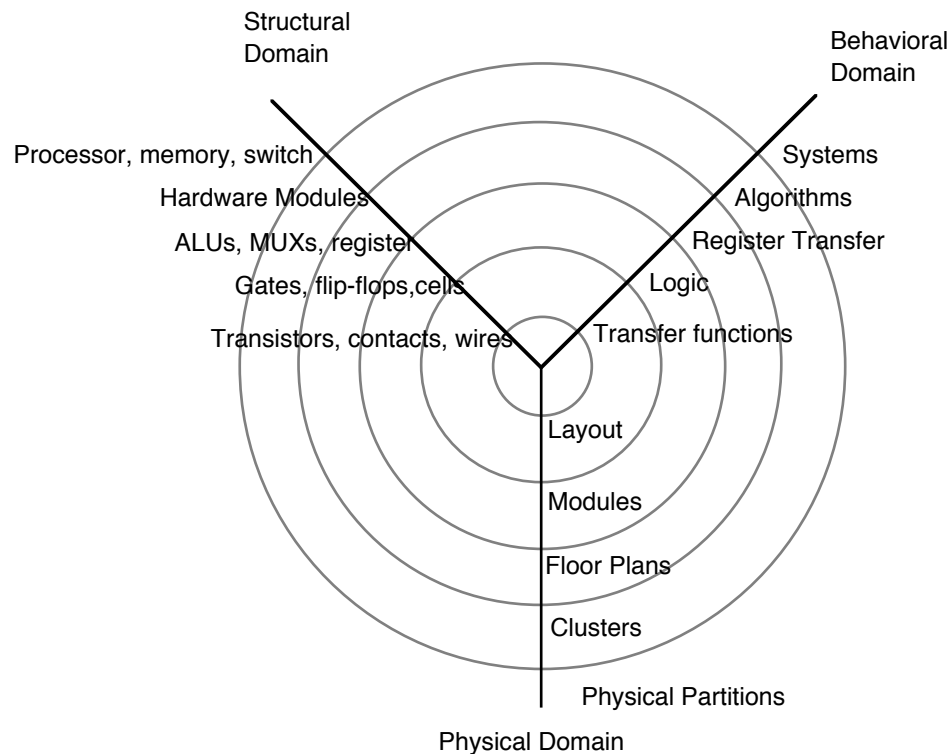 Structural
Domain
Behavioral
Domain
Processor, memory, switch
Systems
Hardware Modules
Algorithms
ALUs, MUXs, register
Register Transfer
Gates, flip-flops,cells
Logic
Transistors, contacts, wires
Transfer functions
Layout
Modules
Floor Plans
Clusters
Physical Partitions
Physical Domain